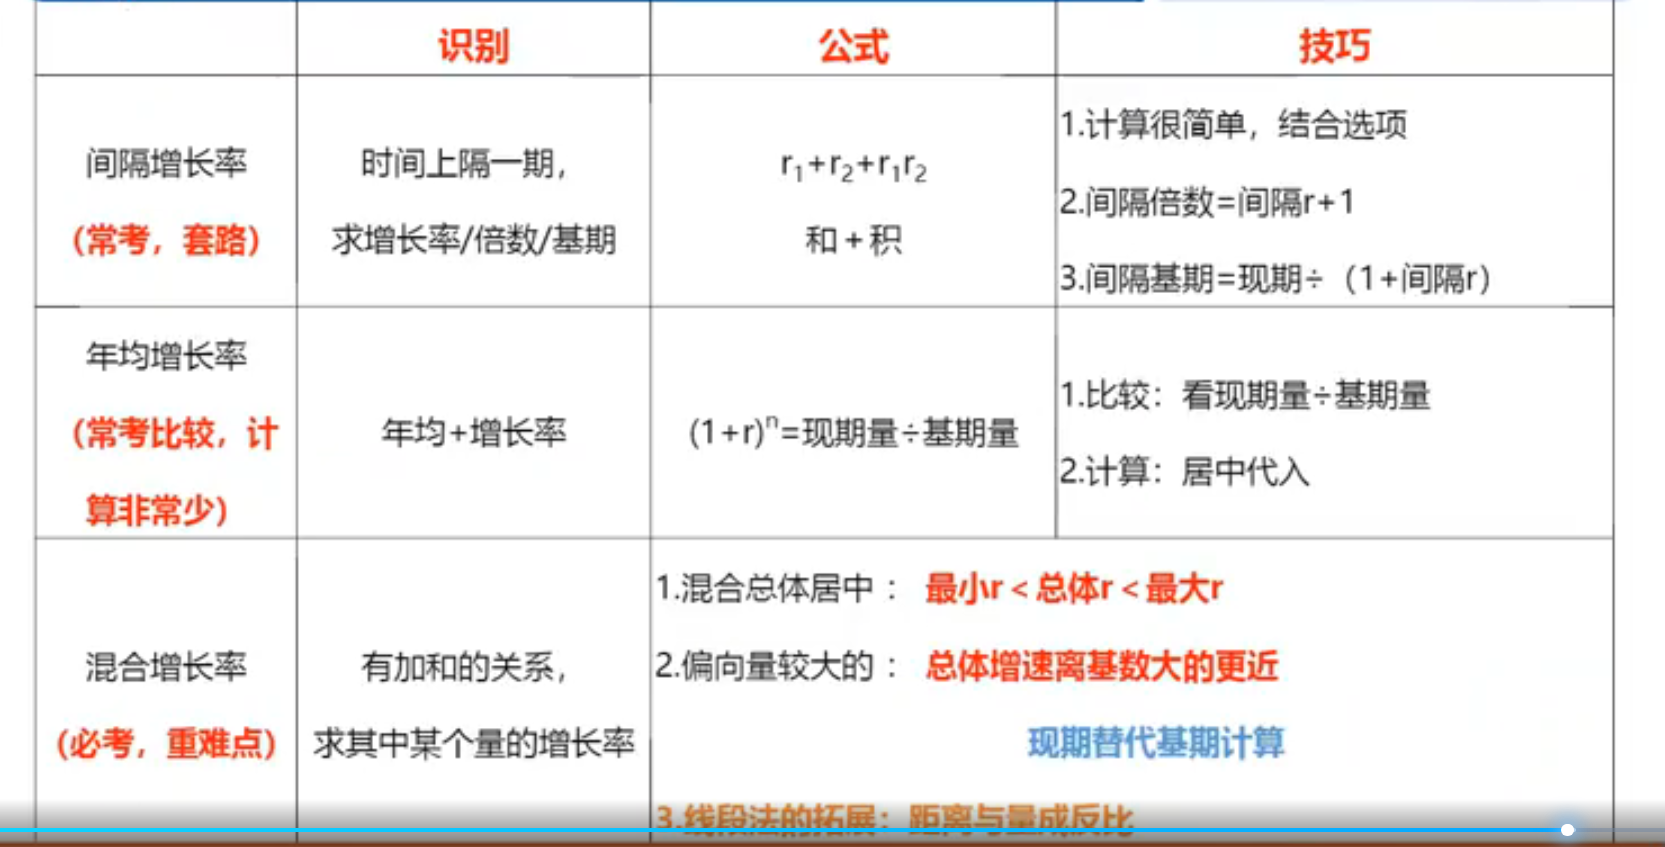 识别
公式
技巧
间隔增长率
(常考，套路)
时间上隔一期，
求增长率/倍数/基期
r₁+r₂+r₁r₂
和+积
1.计算很简单，结合选项
2.间隔倍数=间隔r+1
3.间隔基期=现期÷（1+间隔r）
年均增长率
(常考比较，计
算非常少)
年均+增长率
(1+r)ⁿ=现期量÷基期量
1.比较：看现期量÷基期量
2.计算：居中代入
混合增长率
(必考，重难点)
有加和的关系，
求其中某个量的增长率
1.混合总体居中： 最小r＜总体r＜最大r
2.偏向量较大的： 总体增速离基数大的更近
现期替代基期计算
3.线段法的拓展：距离与量成反比